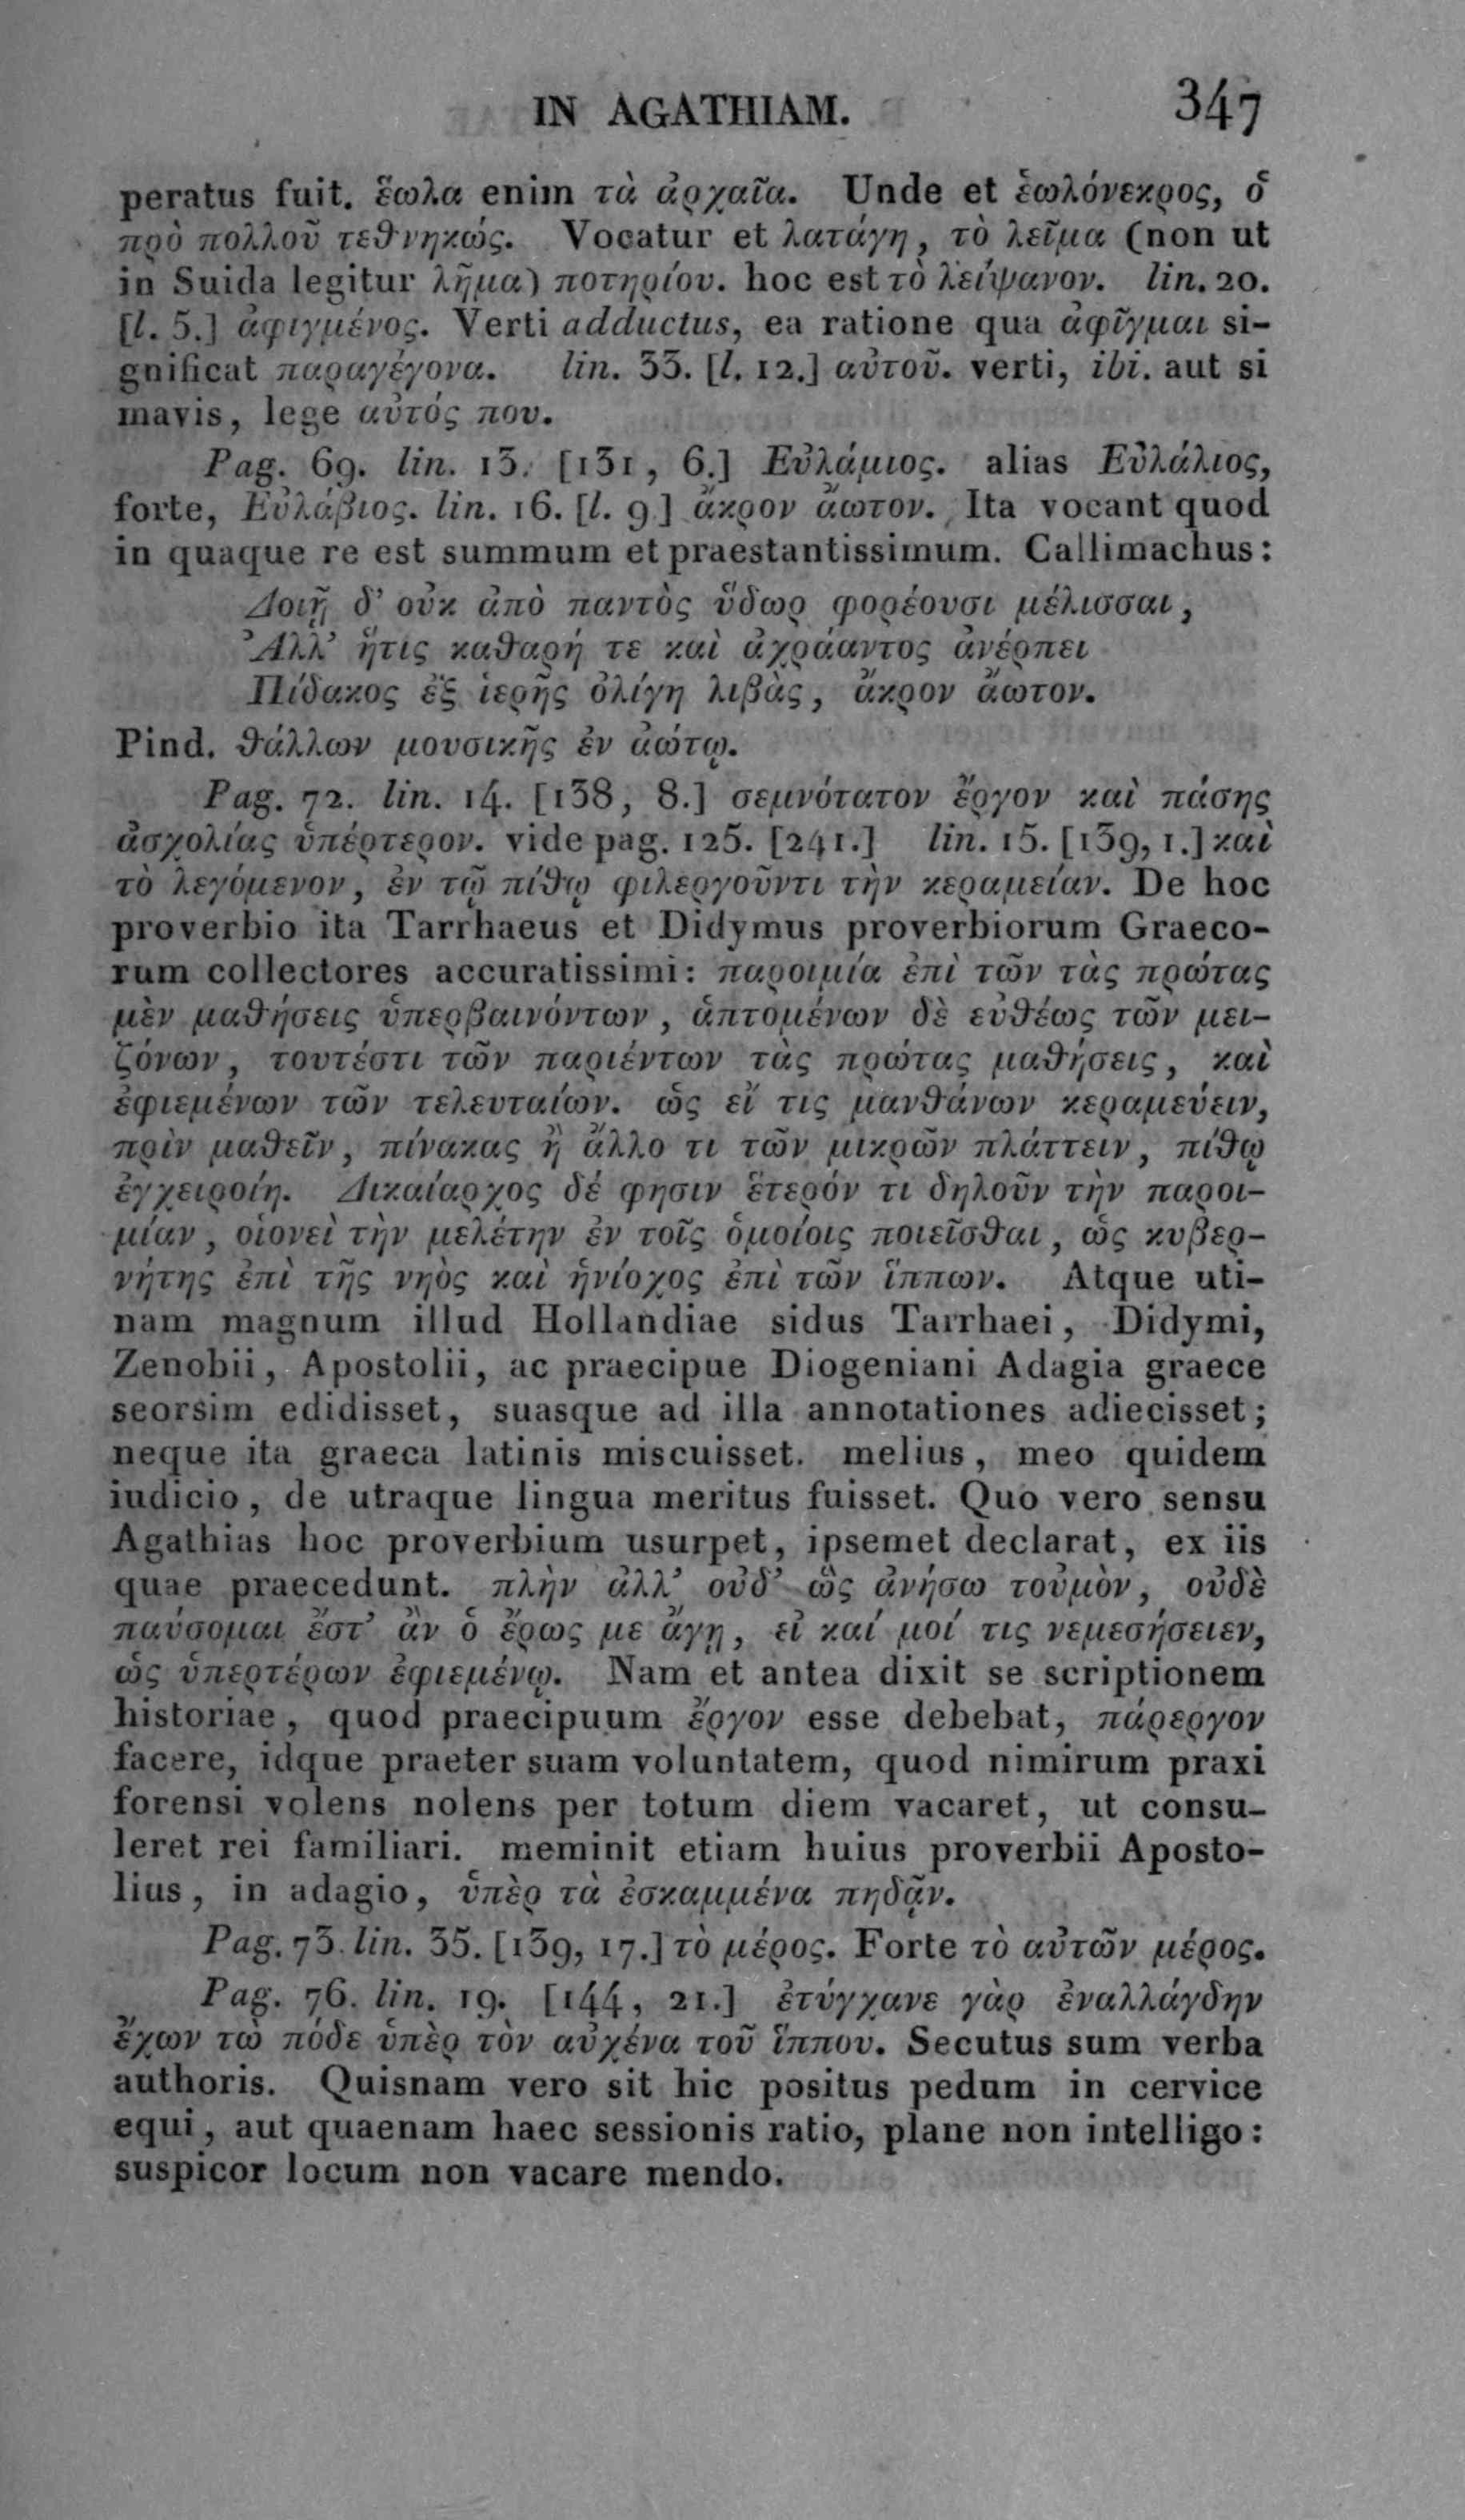 IN AGATHIAM. 347
peratus fuit. ἕωλα enim τὰ ἀρχαῖα. Unde et ἑωλόνεκρος, ὁ
πρὸ πολλοῦ τεθνηκώς. Vocatur et λατάγη, τὸ λεῖμα (non ut
in Suida legitur λῆμα) ποτηρίου. hoc est τὸ λείψανον. lin. 20.
[l. 5.] ἀφιγμένος. Verti adductus, ea ratione qua ἀφῖγμαι si-
gnificat παραγέγονα. lin. 33. [l. 12.] αὐτοῦ. verti, ibi. aut si
mavis, lege αὐτός που.
Pag. 69. lin. 13. [131, 6.] Εὐλάμιος. alias Εὐλάλιος,
forte, Εὐλάβιος. lin. 16. [l. 9] ἄκρον ἄωτον. Ita vocant quod
in quaque re est summum et praestantissimum. Callimachus:
Δοιῇ δ’ οὐκ ἀπὸ παντὸς ὕδωρ φορέουσι μέλισσαι,
Ἀλλ’ ἥτις καθαρή τε καὶ ἀχράαντος ἀνέρπει
Πίδακος ἐξ ἱερῆς ὀλίγη λιβὰς, ἄκρον ἄωτον.
Pind. θάλλων μουσικῆς ἐν ἀώτῳ.
Pag. 72. lin. 14. [138, 8.] σεμνότατον ἔργον καὶ πάσης
ἀσχολίας ὑπέρτερον. vide pag. 125. [241.] lin. 15. [139, 1.] καὶ
τὸ λεγόμενον, ἐν τῷ πίθῳ φιλεργοῦντι τὴν κεραμείαν. De hoc
proverbio ita Tarrhaeus et Didymus proverbiorum Graeco-
rum collectores accuratissimi: παροιμία ἐπὶ τῶν τὰς πρώτας
μὲν μαθήσεις ὑπερβαινόντων, ἁπτομένων δὲ εὐθέως τῶν μει-
ζόνων, τουτέστι τῶν παριέντων τὰς πρώτας μαθήσεις, καὶ
ἐφιεμένων τῶν τελευταίων. ὡς εἴ τις μανθάνων κεραμεύειν,
πρὶν μαθεῖν, πίνακας ἢ ἄλλο τι τῶν μικρῶν πλάττειν, πίθῳ
ἐγχειροίη. Δικαίαρχος δέ φησιν ἕτερόν τι δηλοῦν τὴν παροι-
μίαν, οἱονεὶ τὴν μελέτην ἐν τοῖς ὁμοίοις ποιεῖσθαι, ὡς κυβερ-
νήτης ἐπὶ τῆς νηὸς καὶ ἡνίοχος ἐπὶ τῶν ἵππων. Atque uti-
nam magnum illud Hollandiae sidus Tarrhaei, Didymi,
Zenobii, Apostolii, ac praecipue Diogeniani Adagia graece
seorsim edidisset, suasque ad illa annotationes adiecisset;
neque ita graeca latinis miscuisset. melius, meo quidem
iudicio, de utraque lingua meritus fuisset. Quo vero sensu
Agathias hoc proverbium usurpet, ipsemet declarat, ex iis
quae praecedunt. πλὴν ἀλλ’ οὐδ’ ὣς ἀνήσω τοὐμὸν, οὐδὲ
παύσομαι ἔστ’ ἂν ὁ ἔρως με ἄγῃ, εἰ καί μοί τις νεμεσήσειεν,
ὡς ὑπερτέρων ἐφιεμένῳ. Nam et antea dixit se scriptionem
historiae, quod praecipuum ἔργον esse debebat, πάρεργον
facere, idque praeter suam voluntatem, quod nimirum praxi
forensi volens nolens per totum diem vacaret, ut consu-
leret rei familiari. meminit etiam huius proverbii Aposto-
lius, in adagio, ὑπὲρ τὰ ἐσκαμμένα πηδᾷν.
Pag. 73. lin. 35. [139, 17.] τὸ μέρος. Forte τὸ αὐτῶν μέρος.
Pag. 76. lin. 19. [144, 21.] ἐτύγχανε γὰρ ἐναλλάγδην
ἔχων τὼ πόδε ὑπὲρ τὸν αὐχένα τοῦ ἵππου. Secutus sum verba
authoris. Quisnam vero sit hic positus pedum in cervice
equi, aut quaenam haec sessionis ratio, plane non intelligo:
suspicor locum non vacare mendo.